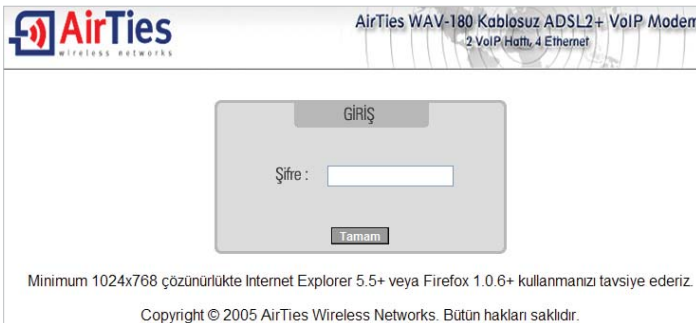 AirTies
wireless networks
AirTies WAV-180 Kablosuz ADSL2+ VoIP Modem
2 VoIP Hattı, 4 Ethernet
GİRİŞ
Şifre :
Tamam
Minimum 1024x768 çözünürlükte Internet Explorer 5.5+ veya Firefox 1.0.6+ kullanmanızı tavsiye ederiz.
Copyright © 2005 AirTies Wireless Networks. Bütün hakları saklıdır.